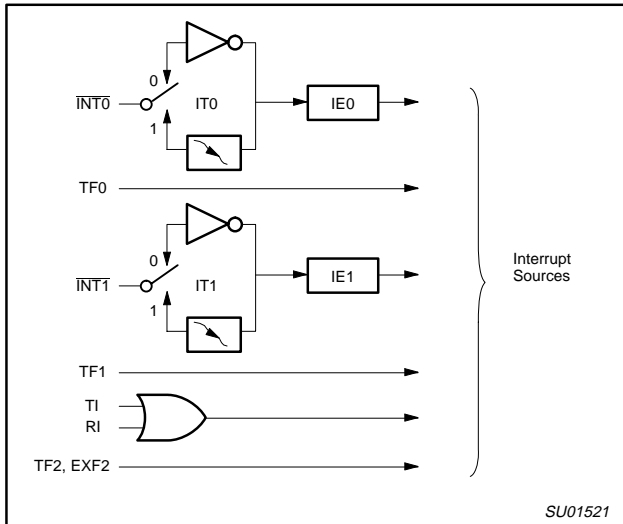 0
INT0
IT0
IE0
1
TF0
0
INT1
IT1
IE1
1
Interrupt
Sources
TF1
TI
RI
TF2, EXF2
SU01521